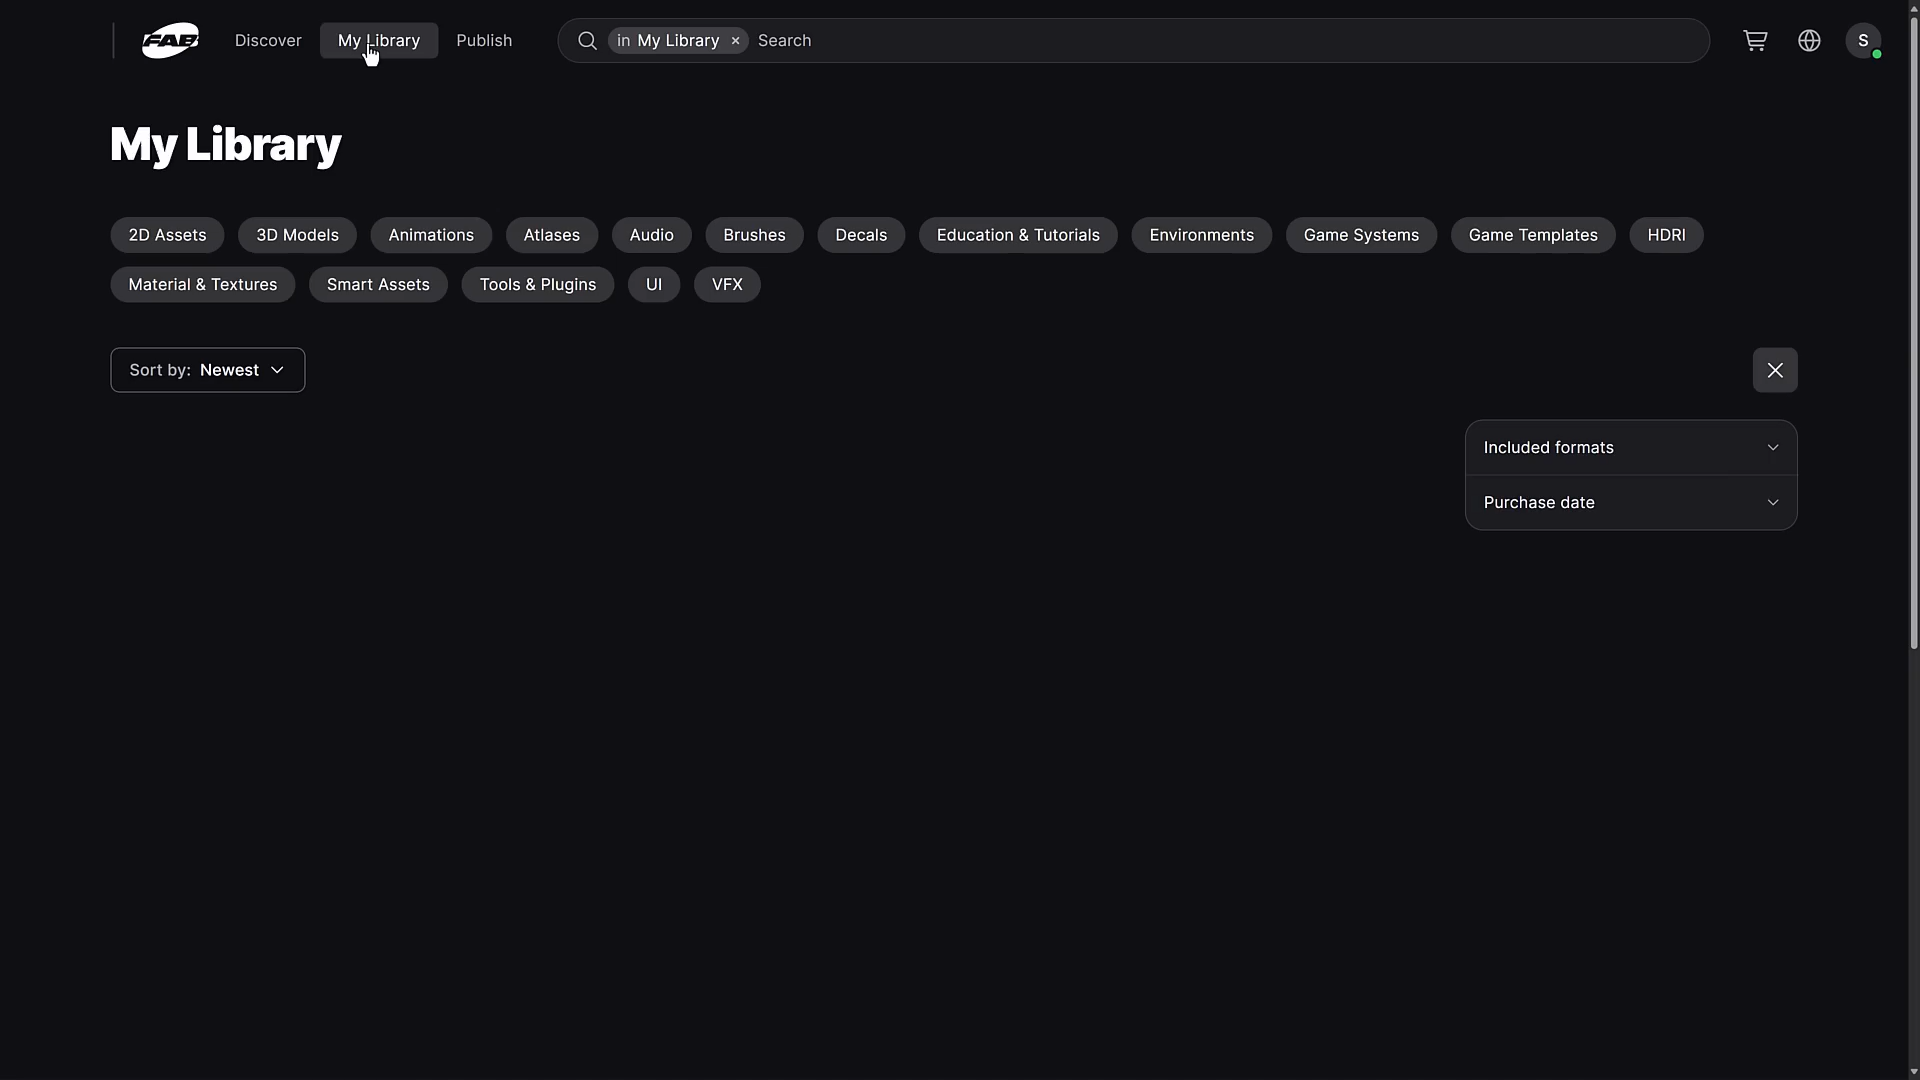 FAB Discover My Library Publish in My Library × Search S
My Library
2D Assets 3D Models Animations Atlases Audio Brushes Decals Education & Tutorials Environments Game Systems Game Templates HDRI
Material & Textures Smart Assets Tools & Plugins UI VFX
Sort by: Newest
Included formats
Purchase date